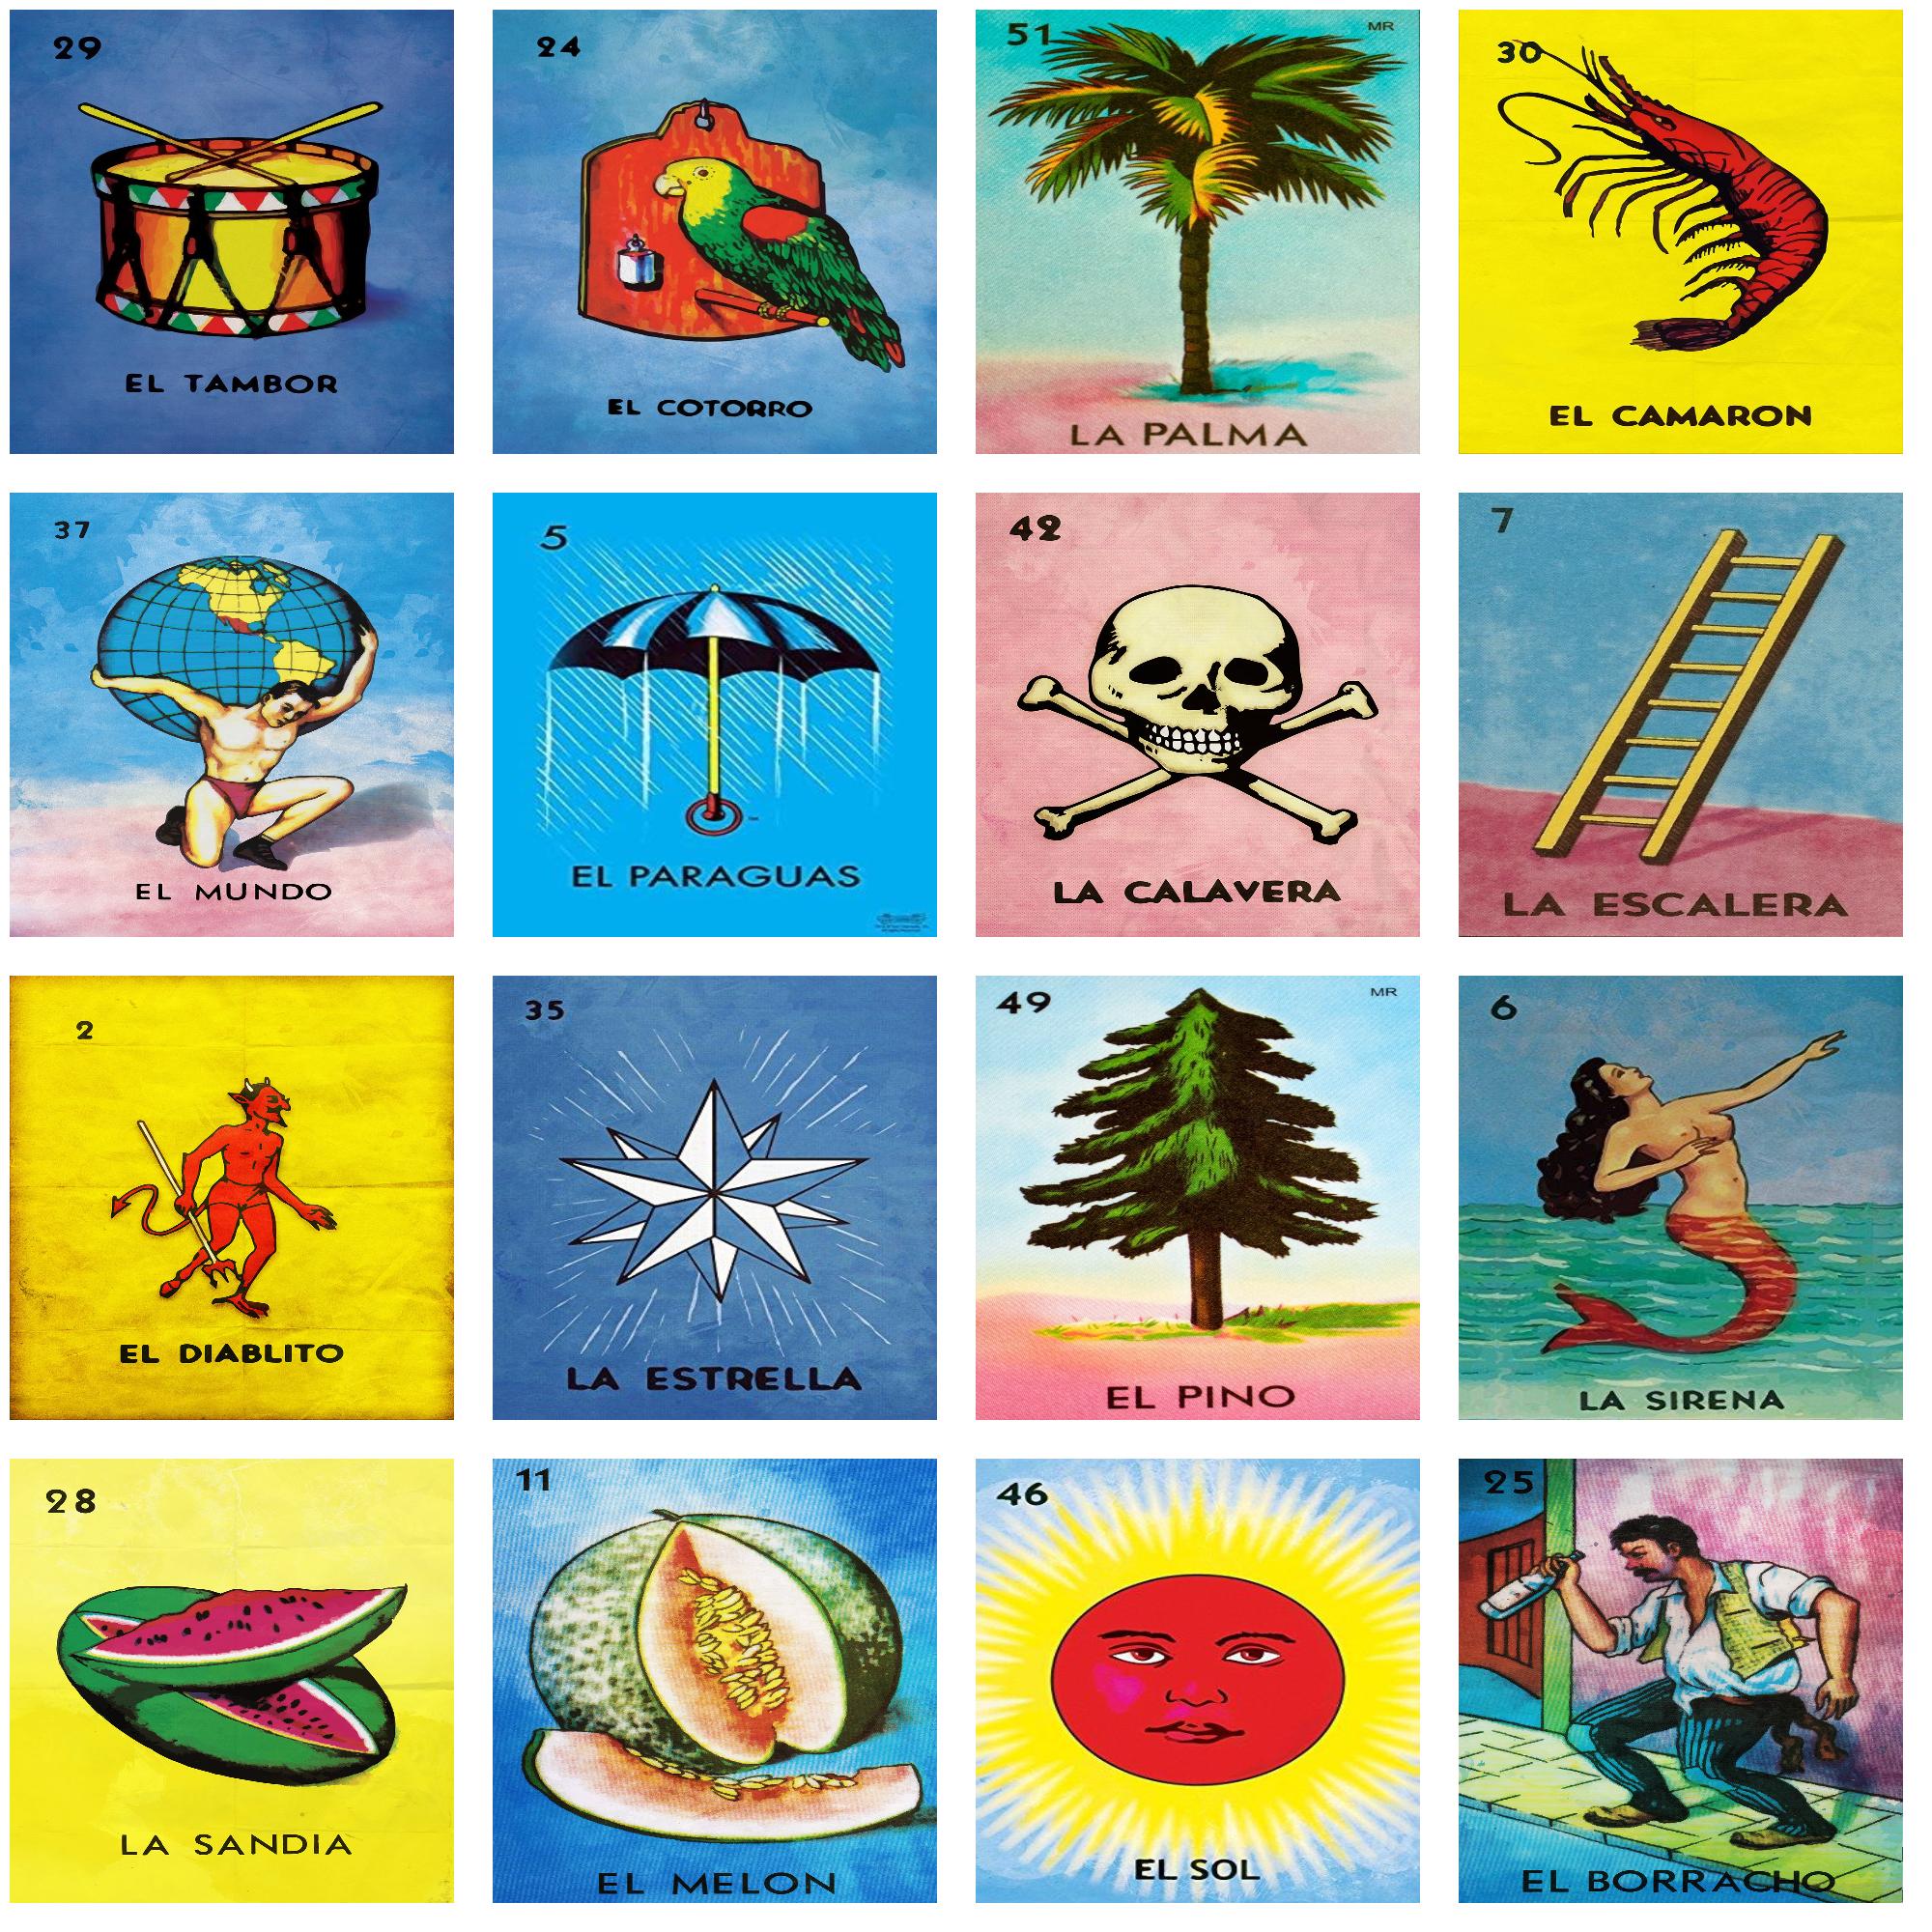 29
EL TAMBOR
24
EL COTORRO
51
MR
LA PALMA
30
EL CAMARON
37
EL MUNDO
5
EL PARAGUAS
42
LA CALAVERA
7
LA ESCALERA
2
EL DIABLITO
35
LA ESTRELLA
49
MR
EL PINO
6
LA SIRENA
28
LA SANDIA
11
EL MELON
46
EL SOL
25
EL BORRACHO